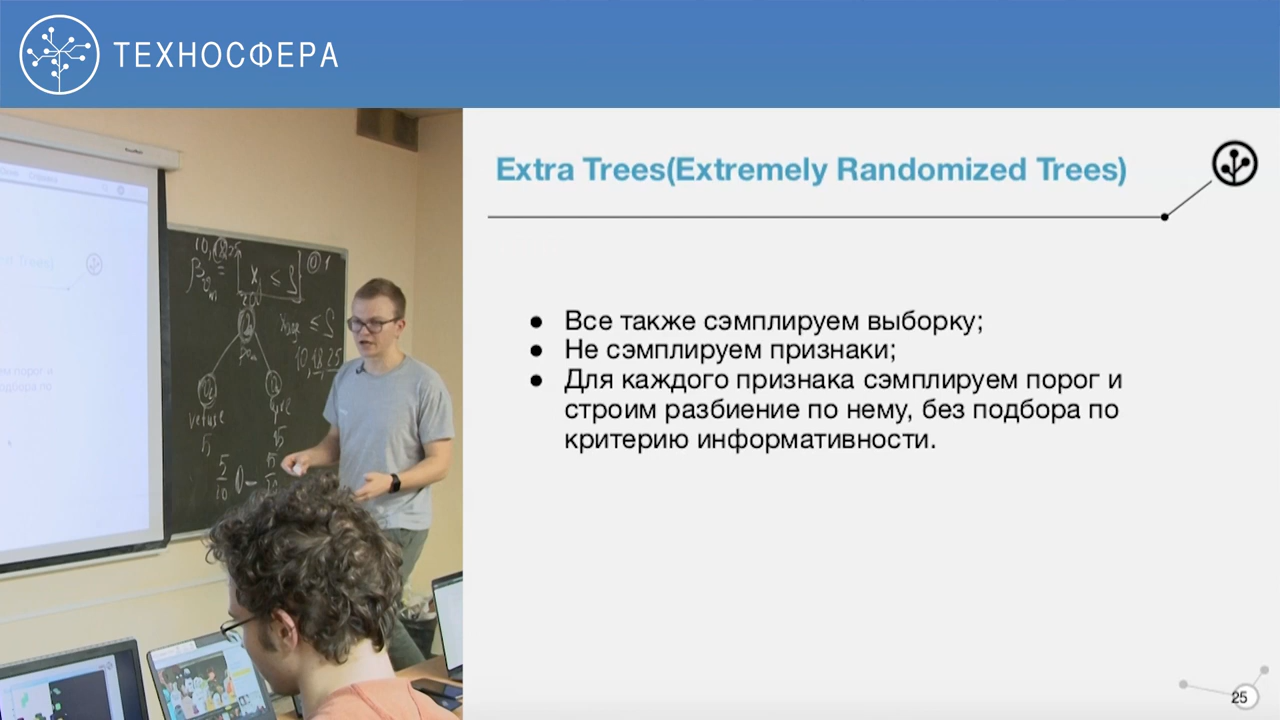 ТЕХНОСФЕРА
Extra Trees(Extremely Randomized Trees)
● Все также сэмплируем выборку;
● Не сэмплируем признаки;
● Для каждого признака сэмплируем порог и
строим разбиение по нему, без подбора по
критерию информативности.
25